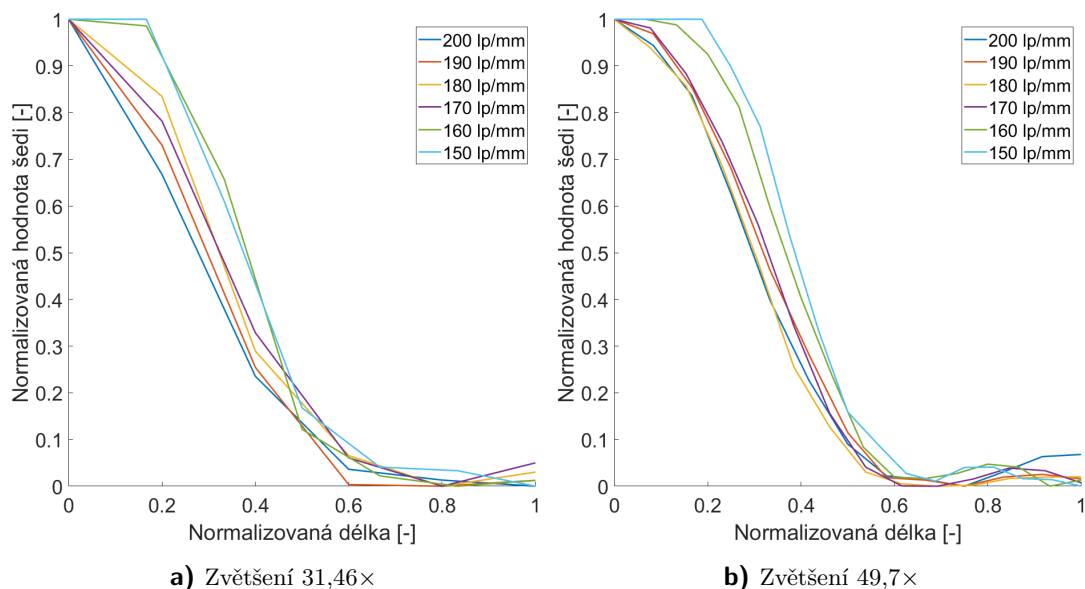 1
0.9
0.8
0.7
0.6
0.5
0.4
0.3
0.2
0.1
0
Normalizovaná hodnota šedi [-]
200 lp/mm
190 lp/mm
180 lp/mm
170 lp/mm
160 lp/mm
150 lp/mm
0 0.2 0.4 0.6 0.8 1
Normalizovaná délka [-]
a) Zvětšení 31,46×
1
0.9
0.8
0.7
0.6
0.5
0.4
0.3
0.2
0.1
0
Normalizovaná hodnota šedi [-]
200 lp/mm
190 lp/mm
180 lp/mm
170 lp/mm
160 lp/mm
150 lp/mm
0 0.2 0.4 0.6 0.8 1
Normalizovaná délka [-]
b) Zvětšení 49,7×